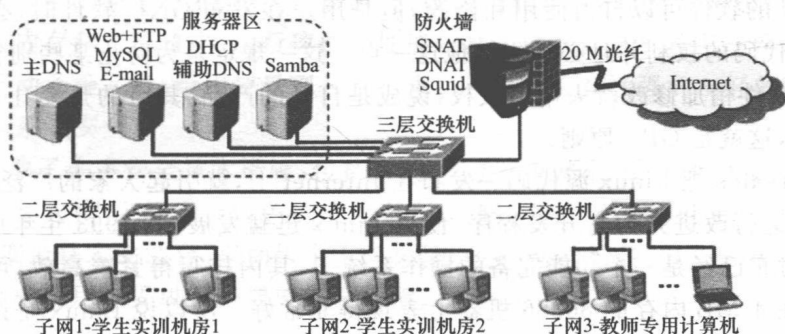 服务器区
主DNS
Web+FTP
MySQL
E-mail
DHCP
辅助DNS
Samba
防火墙
SNAT
DNAT
Squid
20 M光纤
Internet
三层交换机
二层交换机
二层交换机
二层交换机
子网1-学生实训机房1
子网2-学生实训机房2
子网3-教师专用计算机